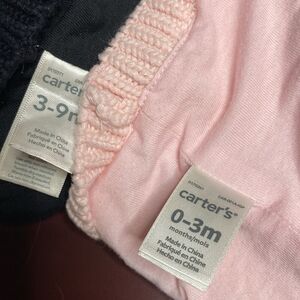 carter's
3-9m
Made in China
Fabriqué en Chine
Hecho en China
carter's
0-3m
months/mois
Made in China
Fabriqué en Chine
Hecho en China